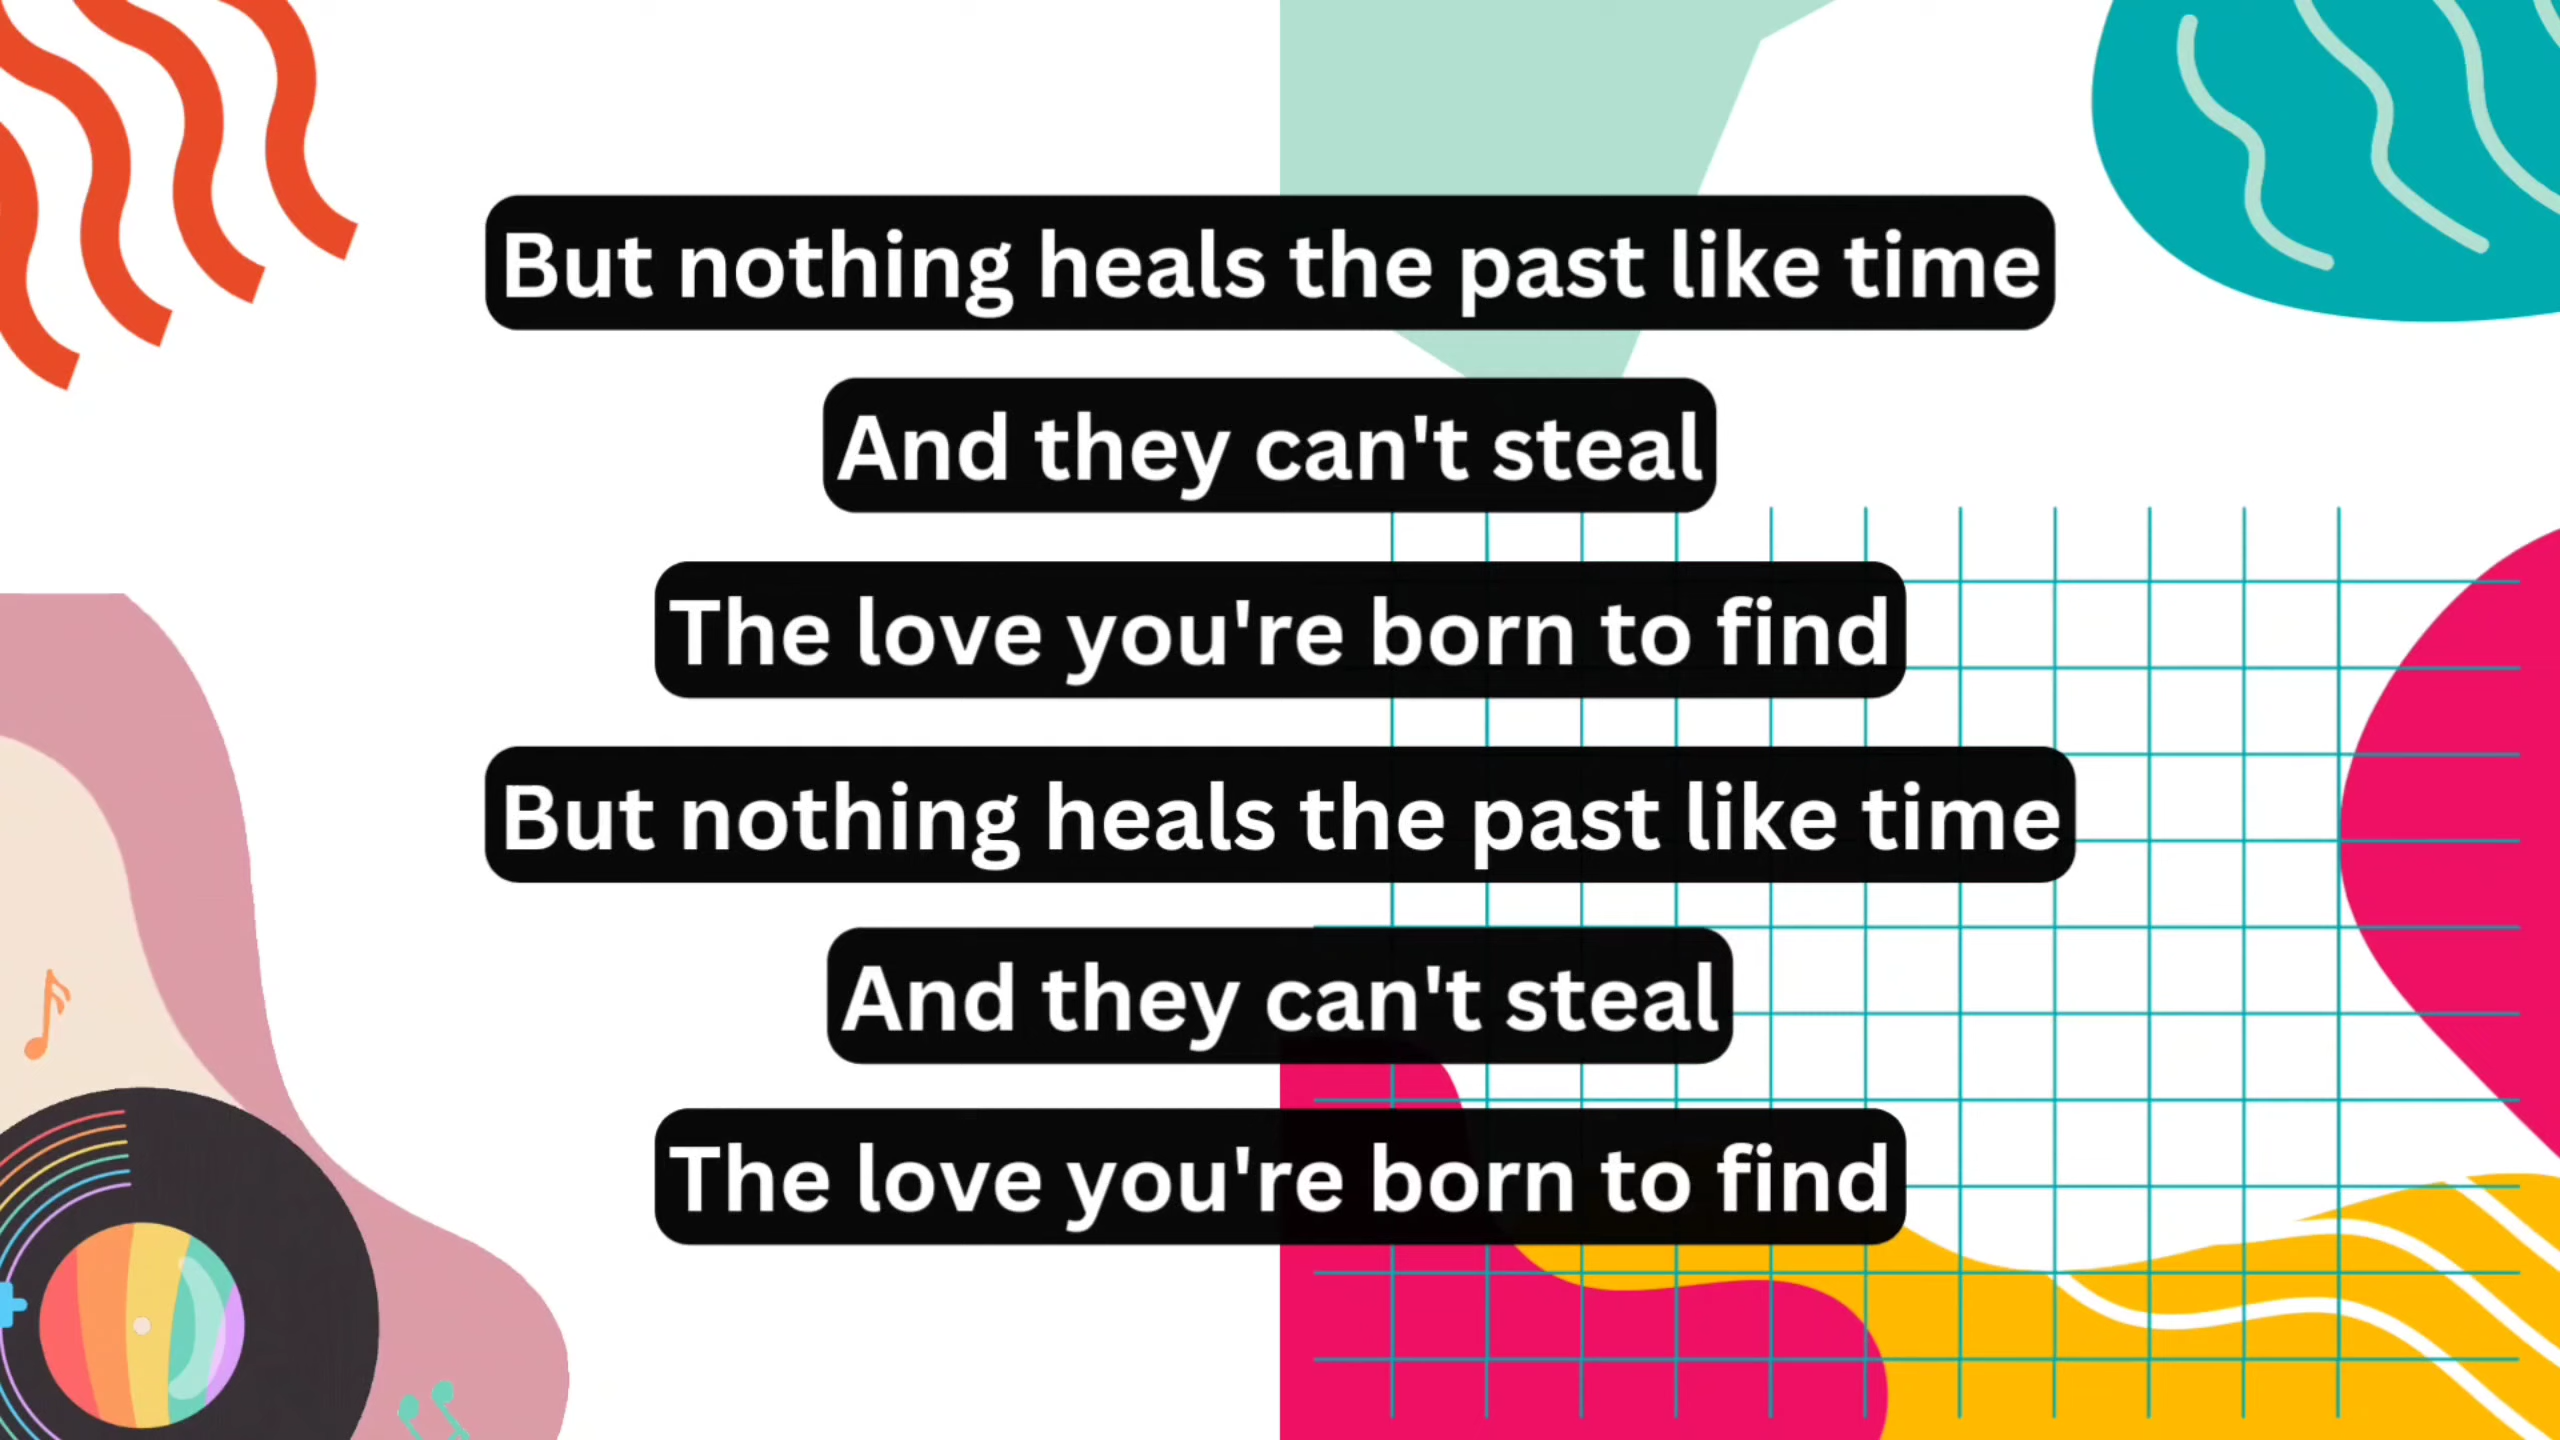 But nothing heals the past like time
And they can't steal
The love you're born to find
But nothing heals the past like time
And they can't steal
The love you're born to find